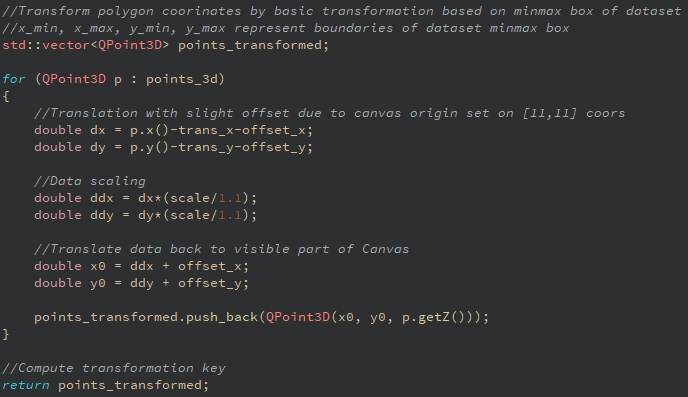 //Transform polygon coorinates by basic transformation based on minmax box of dataset
//x_min, x_max, y_min, y_max represent boundaries of dataset minmax box
std::vector<QPoint3D> points_transformed;
for (QPoint3D p : points_3d)
{
//Translation with slight offset due to canvas origin set on [11,11] coors
double dx = p.x()-trans_x-offset_x;
double dy = p.y()-trans_y-offset_y;
//Data scaling
double ddx = dx*(scale/1.1);
double ddy = dy*(scale/1.1);
//Translate data back to visible part of Canvas
double x0 = ddx + offset_x;
double y0 = ddy + offset_y;
points_transformed.push_back(QPoint3D(x0, y0, p.getZ()));
}
//Compute transformation key
return points_transformed;